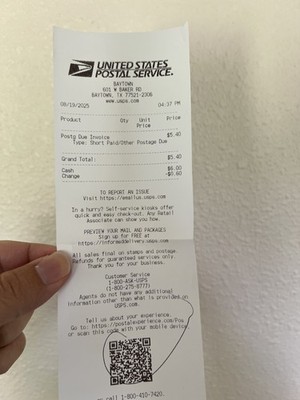 UNITED STATES
POSTAL SERVICE.
BAYTOWN
601 W BAKER RD
BAYTOWN, TX 77521-2308
www.usps.com
08/19/2025 04:37 PM
Product Qty Unit Price
Price
Postg Due Invoice $5.40
Type: Short Paid/Other Postage Due
Grand Total: $5.40
Cash $6.00
Change -$0.60
TO REPORT AN ISSUE
Visit https://emailus.usps.com
In a hurry? Self-service kiosks offer
quick and easy check-out. Any Retail
Associate can show you how.
PREVIEW YOUR MAIL AND PACKAGES
Sign up for FREE at
https://informeddelivery.usps.com
All sales final on stamps and postage.
Refunds for guaranteed services only.
Thank you for your business.
Customer Service
1-800-ASK-USPS
(1-800-275-8777)
Agents do not have any additional
information other than what is provided on
USPS.com.
Tell us about your experience.
Go to: https://postalexperience.com/Pos
or scan this code with your mobile device,
or call 1-800-410-7420.